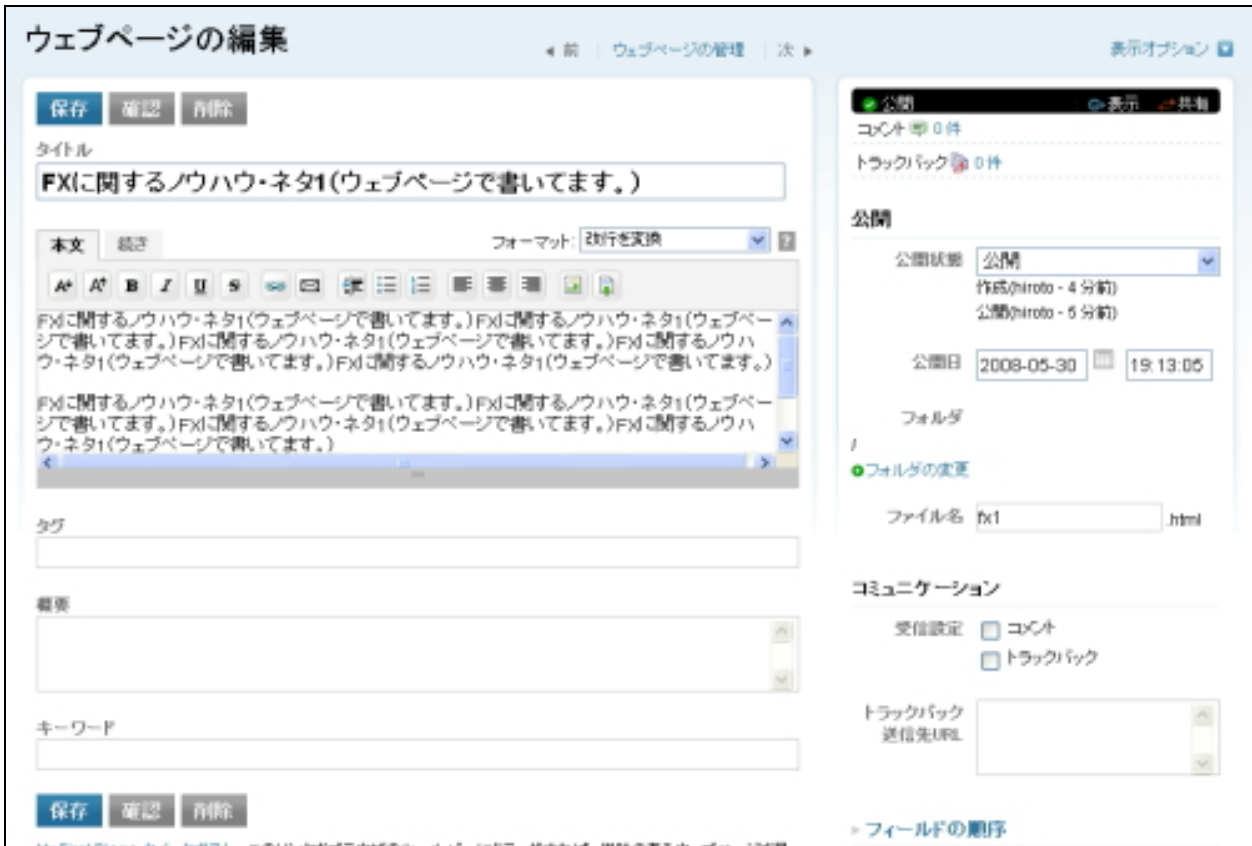 ウェブページの編集
前
ウェブページの管理
次
表示オプション
保存
確認
削除
タイトル
FXに関するノウハウ・ネタ1(ウェブページで書いてます。)
本文
続き
フォーマット: 改行を変換
A+ A+ B I U S
FXに関するノウハウ・ネタ1(ウェブページで書いてます。)FXに関するノウハウ・ネタ1(ウェブペー
ジで書いてます。)FXに関するノウハウ・ネタ1(ウェブページで書いてます。)FXに関するノウハ
ウ・ネタ1(ウェブページで書いてます。)FXに関するノウハウ・ネタ1(ウェブページで書いてます。)
FXに関するノウハウ・ネタ1(ウェブページで書いてます。)FXに関するノウハウ・ネタ1(ウェブペー
ジで書いてます。)FXに関するノウハウ・ネタ1(ウェブページで書いてます。)FXに関するノウハ
ウ・ネタ1(ウェブページで書いてます。)
タグ
概要
キーワード
保存
確認
削除
公開
表示
共有
コメント 0 件
トラックバック 0 件
公開
公開状態
公開
作成(hiroto - 4 分前)
公開(hiroto - 5 分前)
公開日
2008-05-30
19:13:05
フォルダ
/
フォルダの変更
ファイル名
fx1
.html
コミュニケーション
受信設定
コメント
トラックバック
トラックバック
送信先URL
フィールドの順序